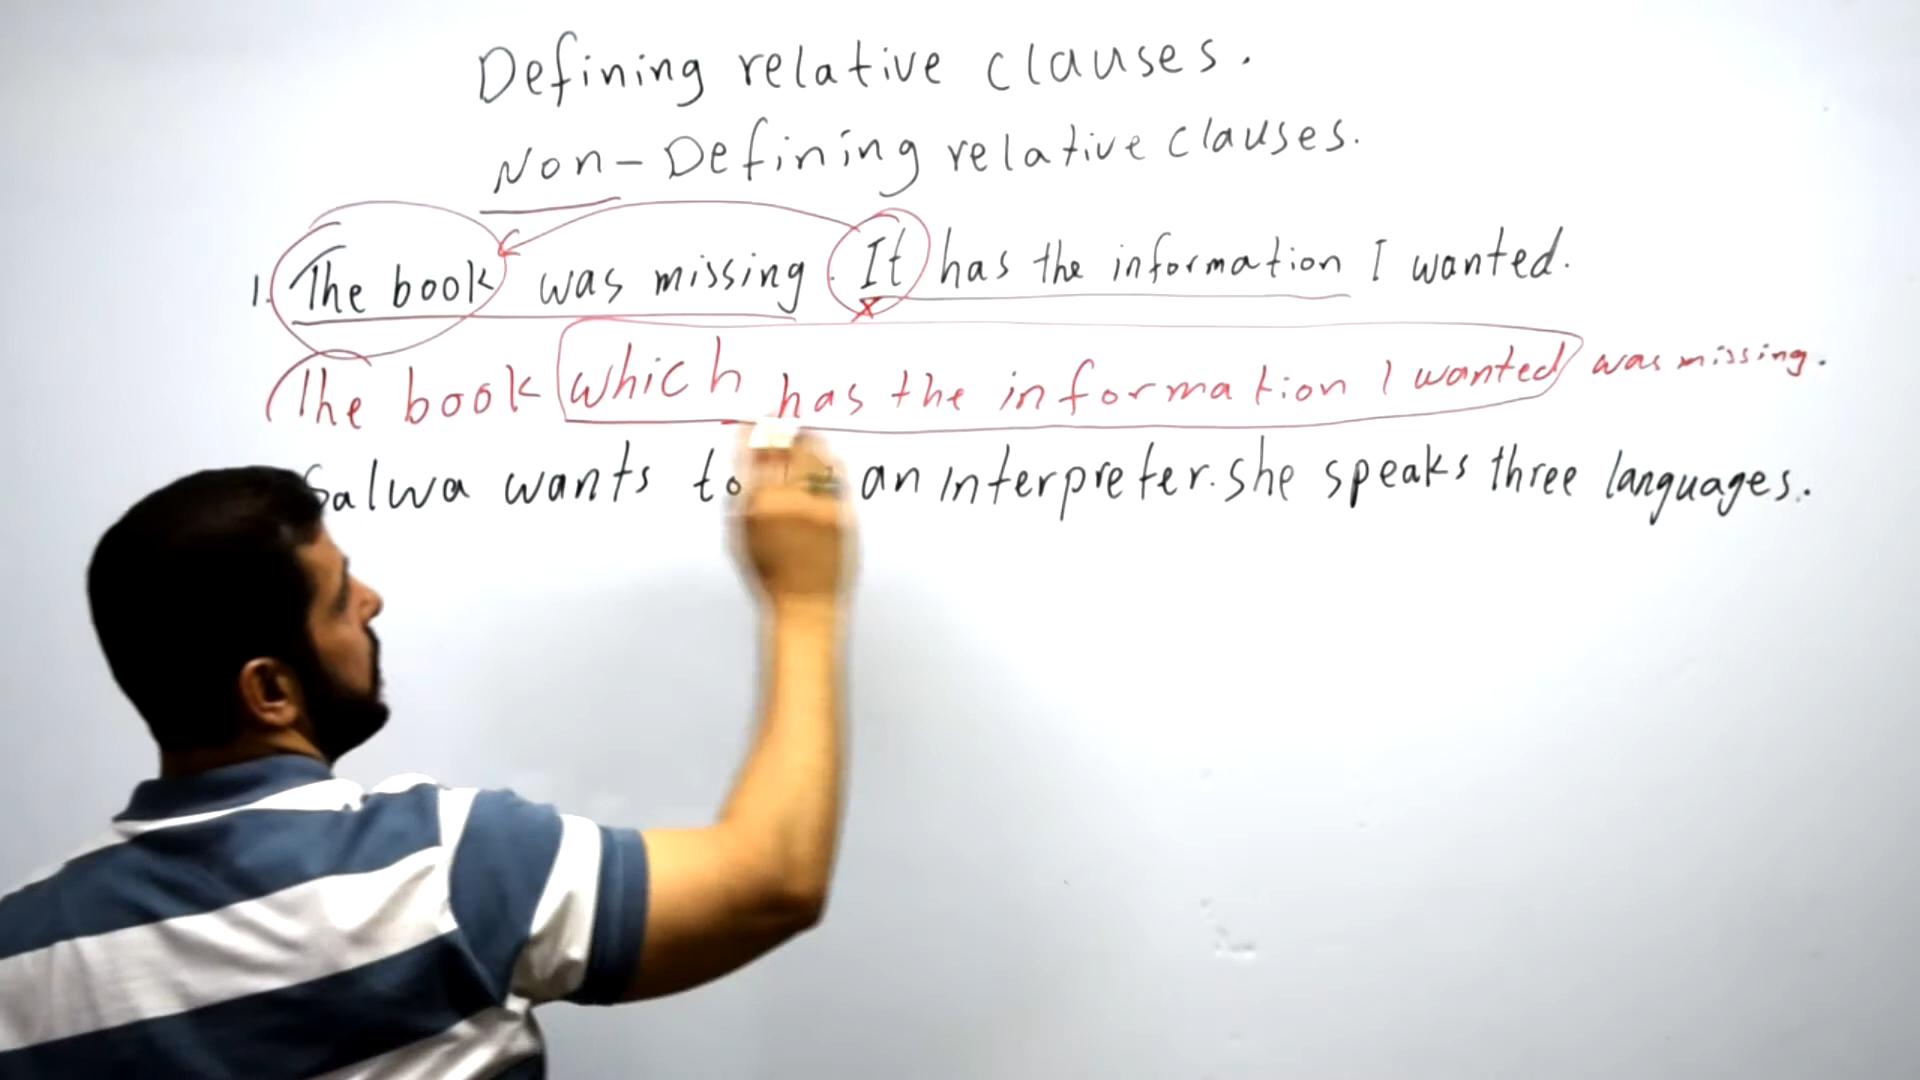 Defining relative clauses.
Non-Defining relative clauses.
1. The book was missing. It has the information I wanted.
The book which has the information I wanted was missing.
Salwa wants to an interpreter. She speaks three languages.